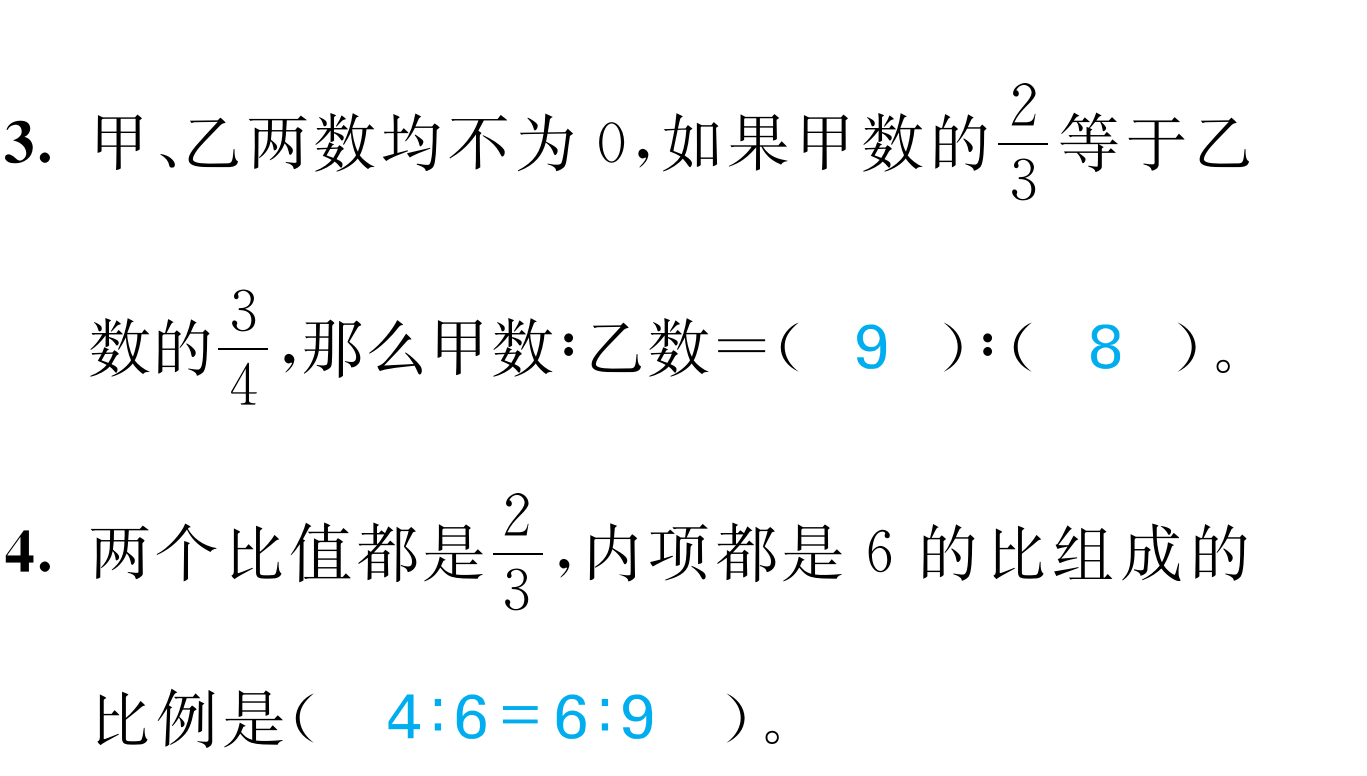 3. 甲、乙两数均不为 0,如果甲数的2/3等于乙
数的3/4,那么甲数∶乙数=( 9 )∶( 8 )。
4. 两个比值都是2/3,内项都是 6 的比组成的
比例是( 4∶6=6∶9 )。